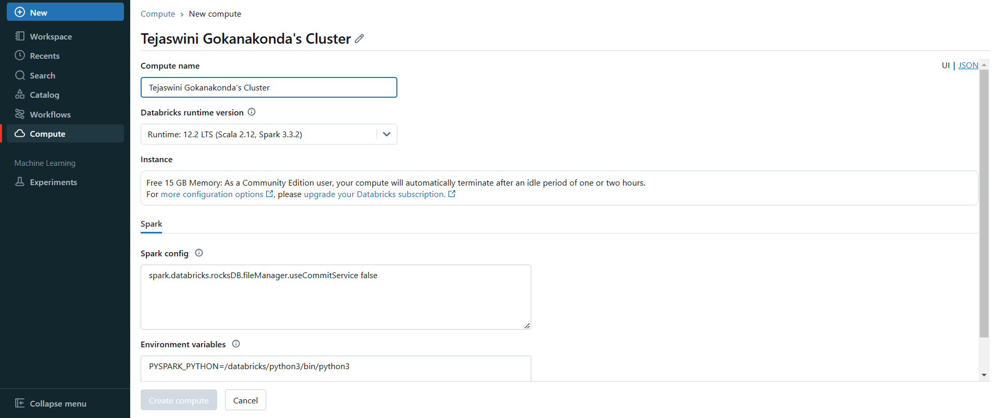 New
Workspace
Recents
Search
Catalog
Workflows
Compute
Machine Learning
Experiments
Collapse menu
Compute › New compute
Tejaswini Gokanakonda's Cluster
UI | JSON
Compute name
Tejaswini Gokanakonda's Cluster
Databricks runtime version
Runtime: 12.2 LTS (Scala 2.12, Spark 3.3.2)
Instance
Free 15 GB Memory: As a Community Edition user, your compute will automatically terminate after an idle period of one or two hours.
For more configuration options, please upgrade your Databricks subscription.
Spark
Spark config
spark.databricks.rocksDB.fileManager.useCommitService false
Environment variables
PYSPARK_PYTHON=/databricks/python3/bin/python3
Create compute
Cancel